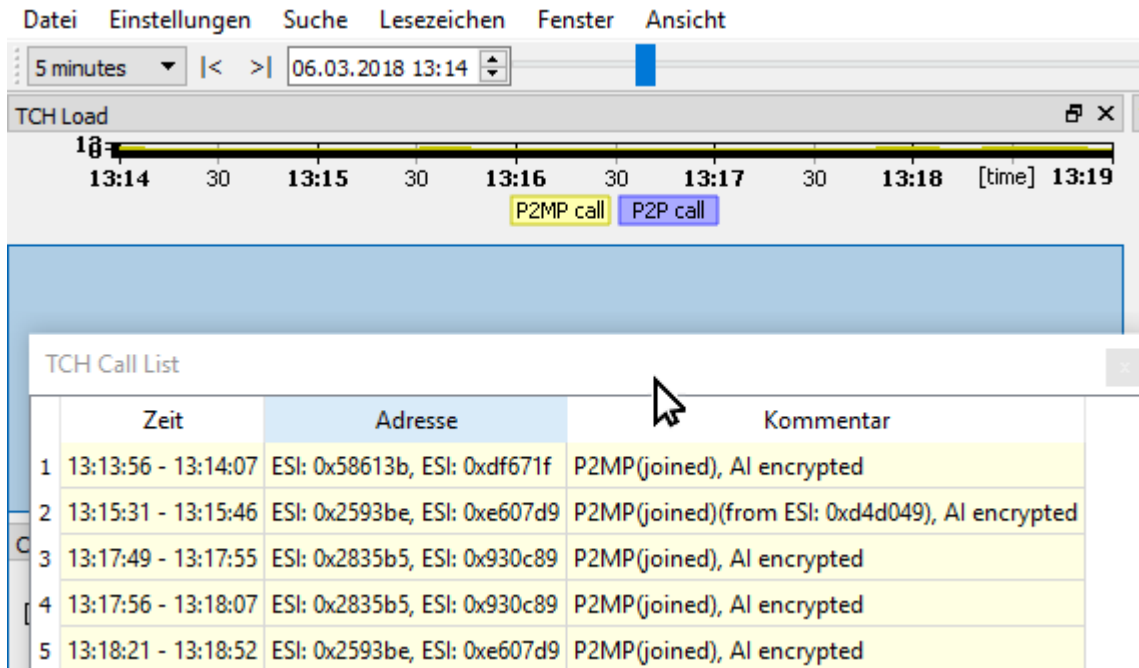 Datei Einstellungen Suche Lesezeichen Fenster Ansicht
5 minutes |< >| 06.03.2018 13:14
TCH Load
13:14 30 13:15 30 13:16 30 13:17 30 13:18 [time] 13:19
P2MP call P2P call
TCH Call List
Zeit Adresse Kommentar
1 13:13:56 - 13:14:07 ESI: 0x58613b, ESI: 0xdf671f P2MP(joined), AI encrypted
2 13:15:31 - 13:15:46 ESI: 0x2593be, ESI: 0xe607d9 P2MP(joined)(from ESI: 0xd4d049), AI encrypted
3 13:17:49 - 13:17:55 ESI: 0x2835b5, ESI: 0x930c89 P2MP(joined), AI encrypted
4 13:17:56 - 13:18:07 ESI: 0x2835b5, ESI: 0x930c89 P2MP(joined), AI encrypted
5 13:18:21 - 13:18:52 ESI: 0x2593be, ESI: 0xe607d9 P2MP(joined), AI encrypted